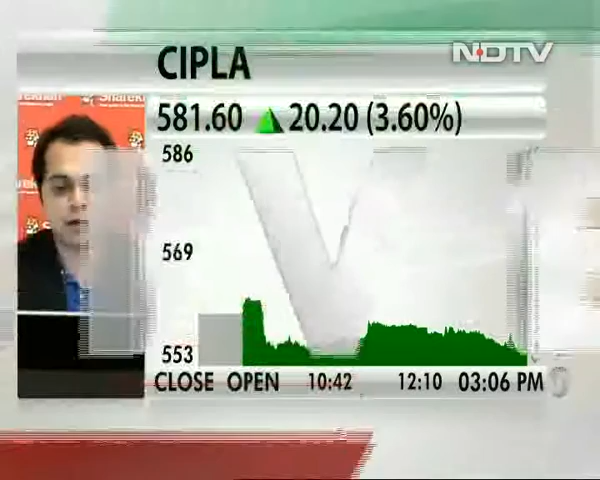 CIPLA
NDTV
581.60 ▲ 20.20 (3.60%)
586
569
553
CLOSE OPEN 10:42 12:10 03:06 PM